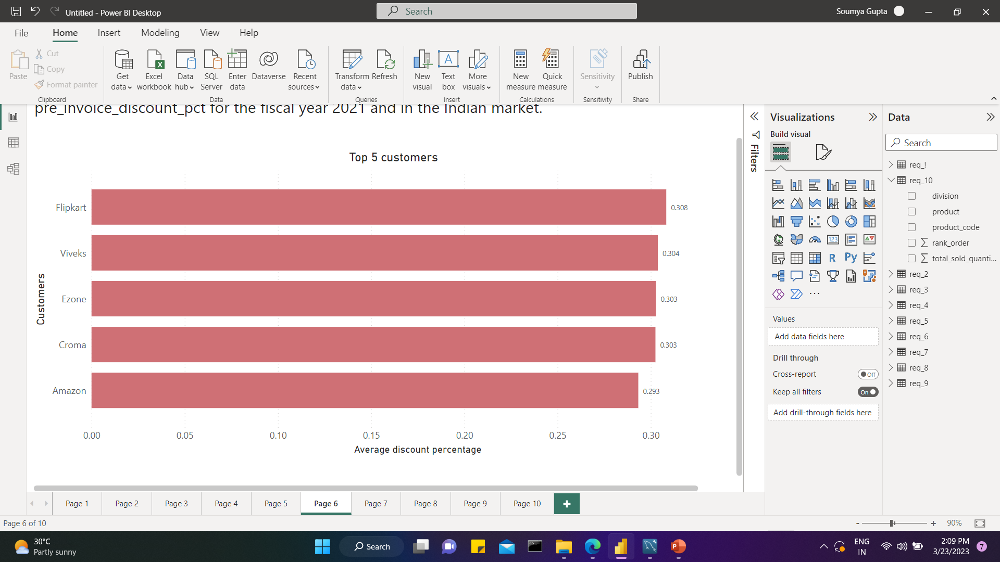 Untitled - Power BI Desktop
Search
Soumya Gupta
File Home Insert Modeling View Help
Paste
Cut
Copy
Format painter
Clipboard
Get data
Excel workbook
Data hub
SQL Server
Enter data
Dataverse
Recent sources
Data
Transform data
Refresh
Queries
New visual
Text box
More visuals
Insert
New measure
Quick measure
Calculations
Sensitivity
Sensitivity
Publish
Share
pre_invoice_discount_pct for the fiscal year 2021 and in the Indian market.
Top 5 customers
Customers
Flipkart 0.308
Viveks 0.304
Ezone 0.303
Croma 0.303
Amazon 0.293
0.00 0.05 0.10 0.15 0.20 0.25 0.30
Average discount percentage
Filters
Visualizations
Build visual
123
R Py
Values
Add data fields here
Drill through
Cross-report Off
Keep all filters On
Add drill-through fields here
Data
Search
req_!
req_10
division
product
product_code
rank_order
total_sold_quanti...
req_2
req_3
req_4
req_5
req_6
req_7
req_8
req_9
Page 1 Page 2 Page 3 Page 4 Page 5 Page 6 Page 7 Page 8 Page 9 Page 10
Page 6 of 10
90%
30°C
Partly sunny
Search
ENG
IN
2:09 PM
3/23/2023
7